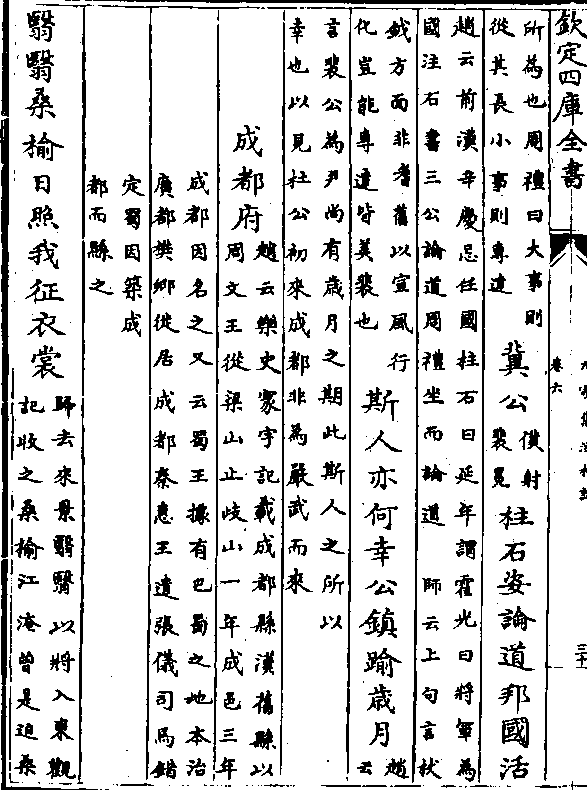 欽定四庫全書
卷六
所為也周禮曰大事則
從其長小事則專達
冀公
僕射
裴冕
柱石姿論道邦國活
趙云前漢辛慶忌任國柱石曰延年謂霍光曰將軍為
國注石書三公論道周禮坐而論道 師云上句言杖
鉞方面非耆舊以宣風行
化豈能專達皆美裴也
斯人亦何幸公鎮踰歲月
趙
云
言裴公為尹尚有歲月之期此斯人之所以
幸也以見杜公初來成都非為嚴武而來
成都府
趙云樂史寰宇記載成都縣漢舊縣以
周文王從梁山止岐山一年成邑三年
成都因名之又云蜀王據有巴蜀之地本治
廣都樊鄉徙居成都秦惠王遣張儀司馬錯
定蜀因築成
都而縣之
翳翳桑榆日照我征衣裳
歸去來景翳翳以將入東觀
記收之桑榆江淹曾是迫桑